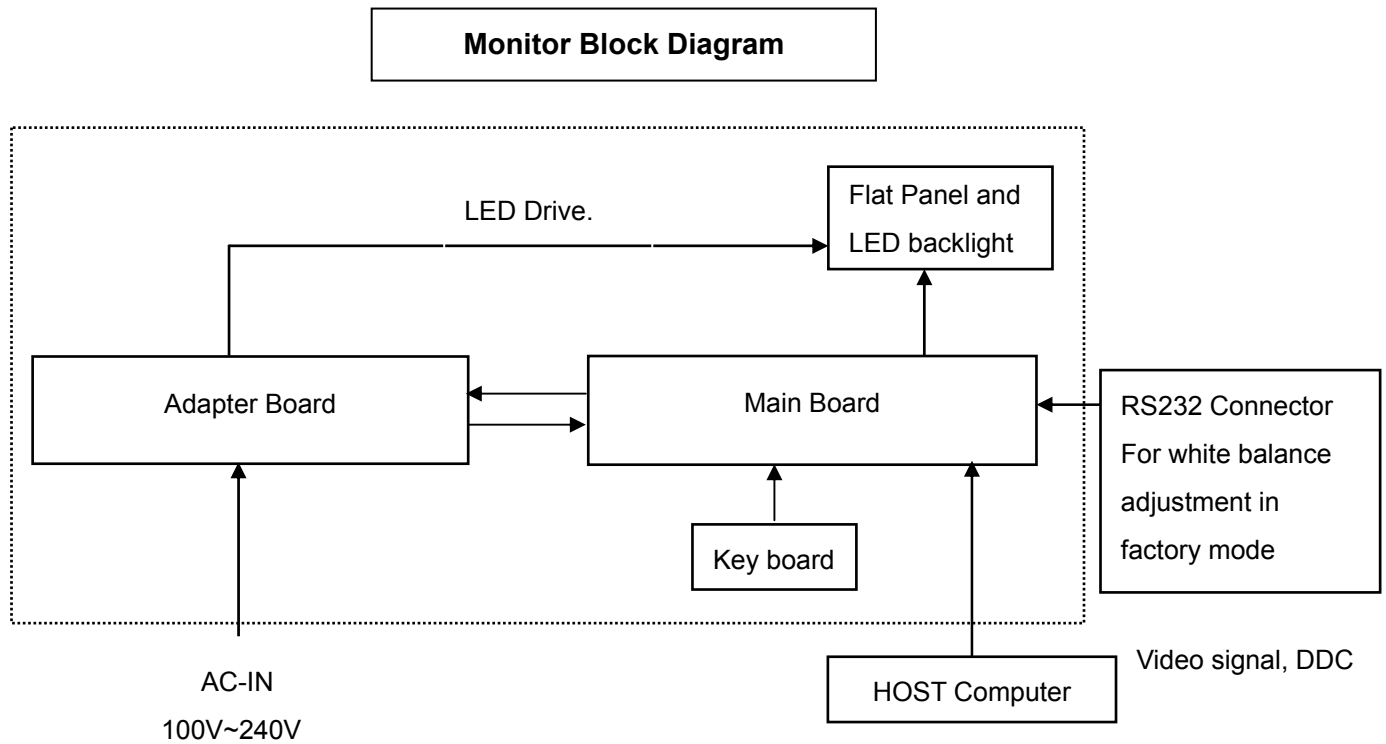 Monitor Block Diagram
LED Drive.
Flat Panel and
LED backlight
Adapter Board
Main Board
RS232 Connector
For white balance
adjustment in
factory mode
Key board
AC-IN
100V~240V
HOST Computer
Video signal, DDC